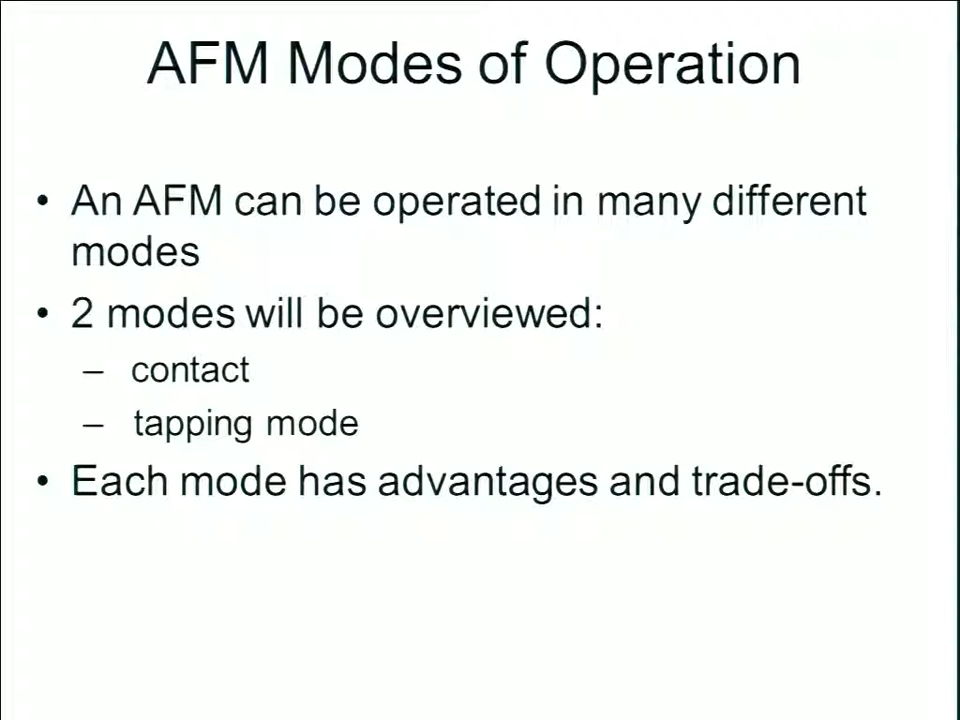 AFM Modes of Operation
• An AFM can be operated in many different
modes
• 2 modes will be overviewed:
– contact
– tapping mode
• Each mode has advantages and trade-offs.